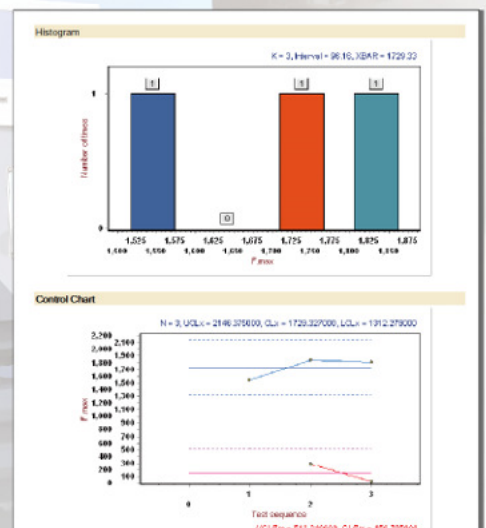 Histogram
K = 3, Interval = 96.16, XBAR = 1729.33
1 1 1
1
Number of times
0
0
1,525 1,575 1,625 1,675 1,725 1,775 1,825 1,875
1,500 1,550 1,600 1,650 1,700 1,750 1,800 1,850
F max
Control Chart
N = 3, UCLx = 2146.375000, CLx = 1729.327000, LCLx = 1312.279000
2,200
2,100
2,000
1,900
1,800
1,700
1,600
1,500
1,400
1,300
1,200
1,100
1,000
900
800
700
600
500
400
300
200
100
0
F max
0 1 2 3
Test sequence